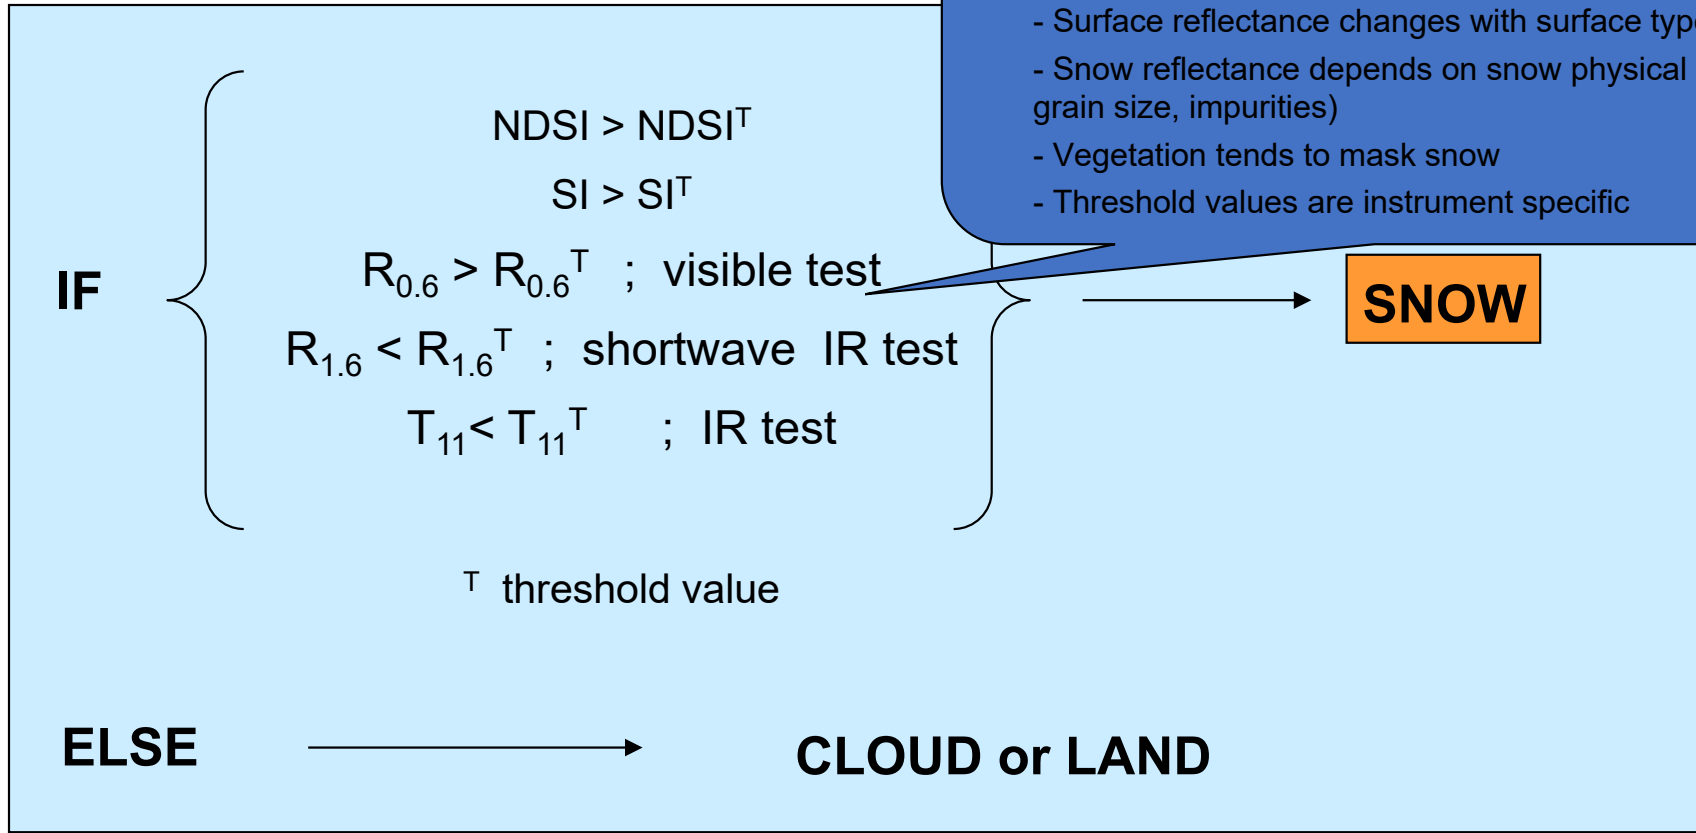 - Surface reflectance changes with surface type
- Snow reflectance depends on snow physical
grain size, impurities)
- Vegetation tends to mask snow
- Threshold values are instrument specific
NDSI > NDSIᵀ
SI > SIᵀ
R₀.₆ > R₀.₆ᵀ ; visible test
IF
SNOW
R₁.₆ < R₁.₆ᵀ ; shortwave IR test
T₁₁< T₁₁ᵀ ; IR test
ᵀ threshold value
ELSE
CLOUD or LAND